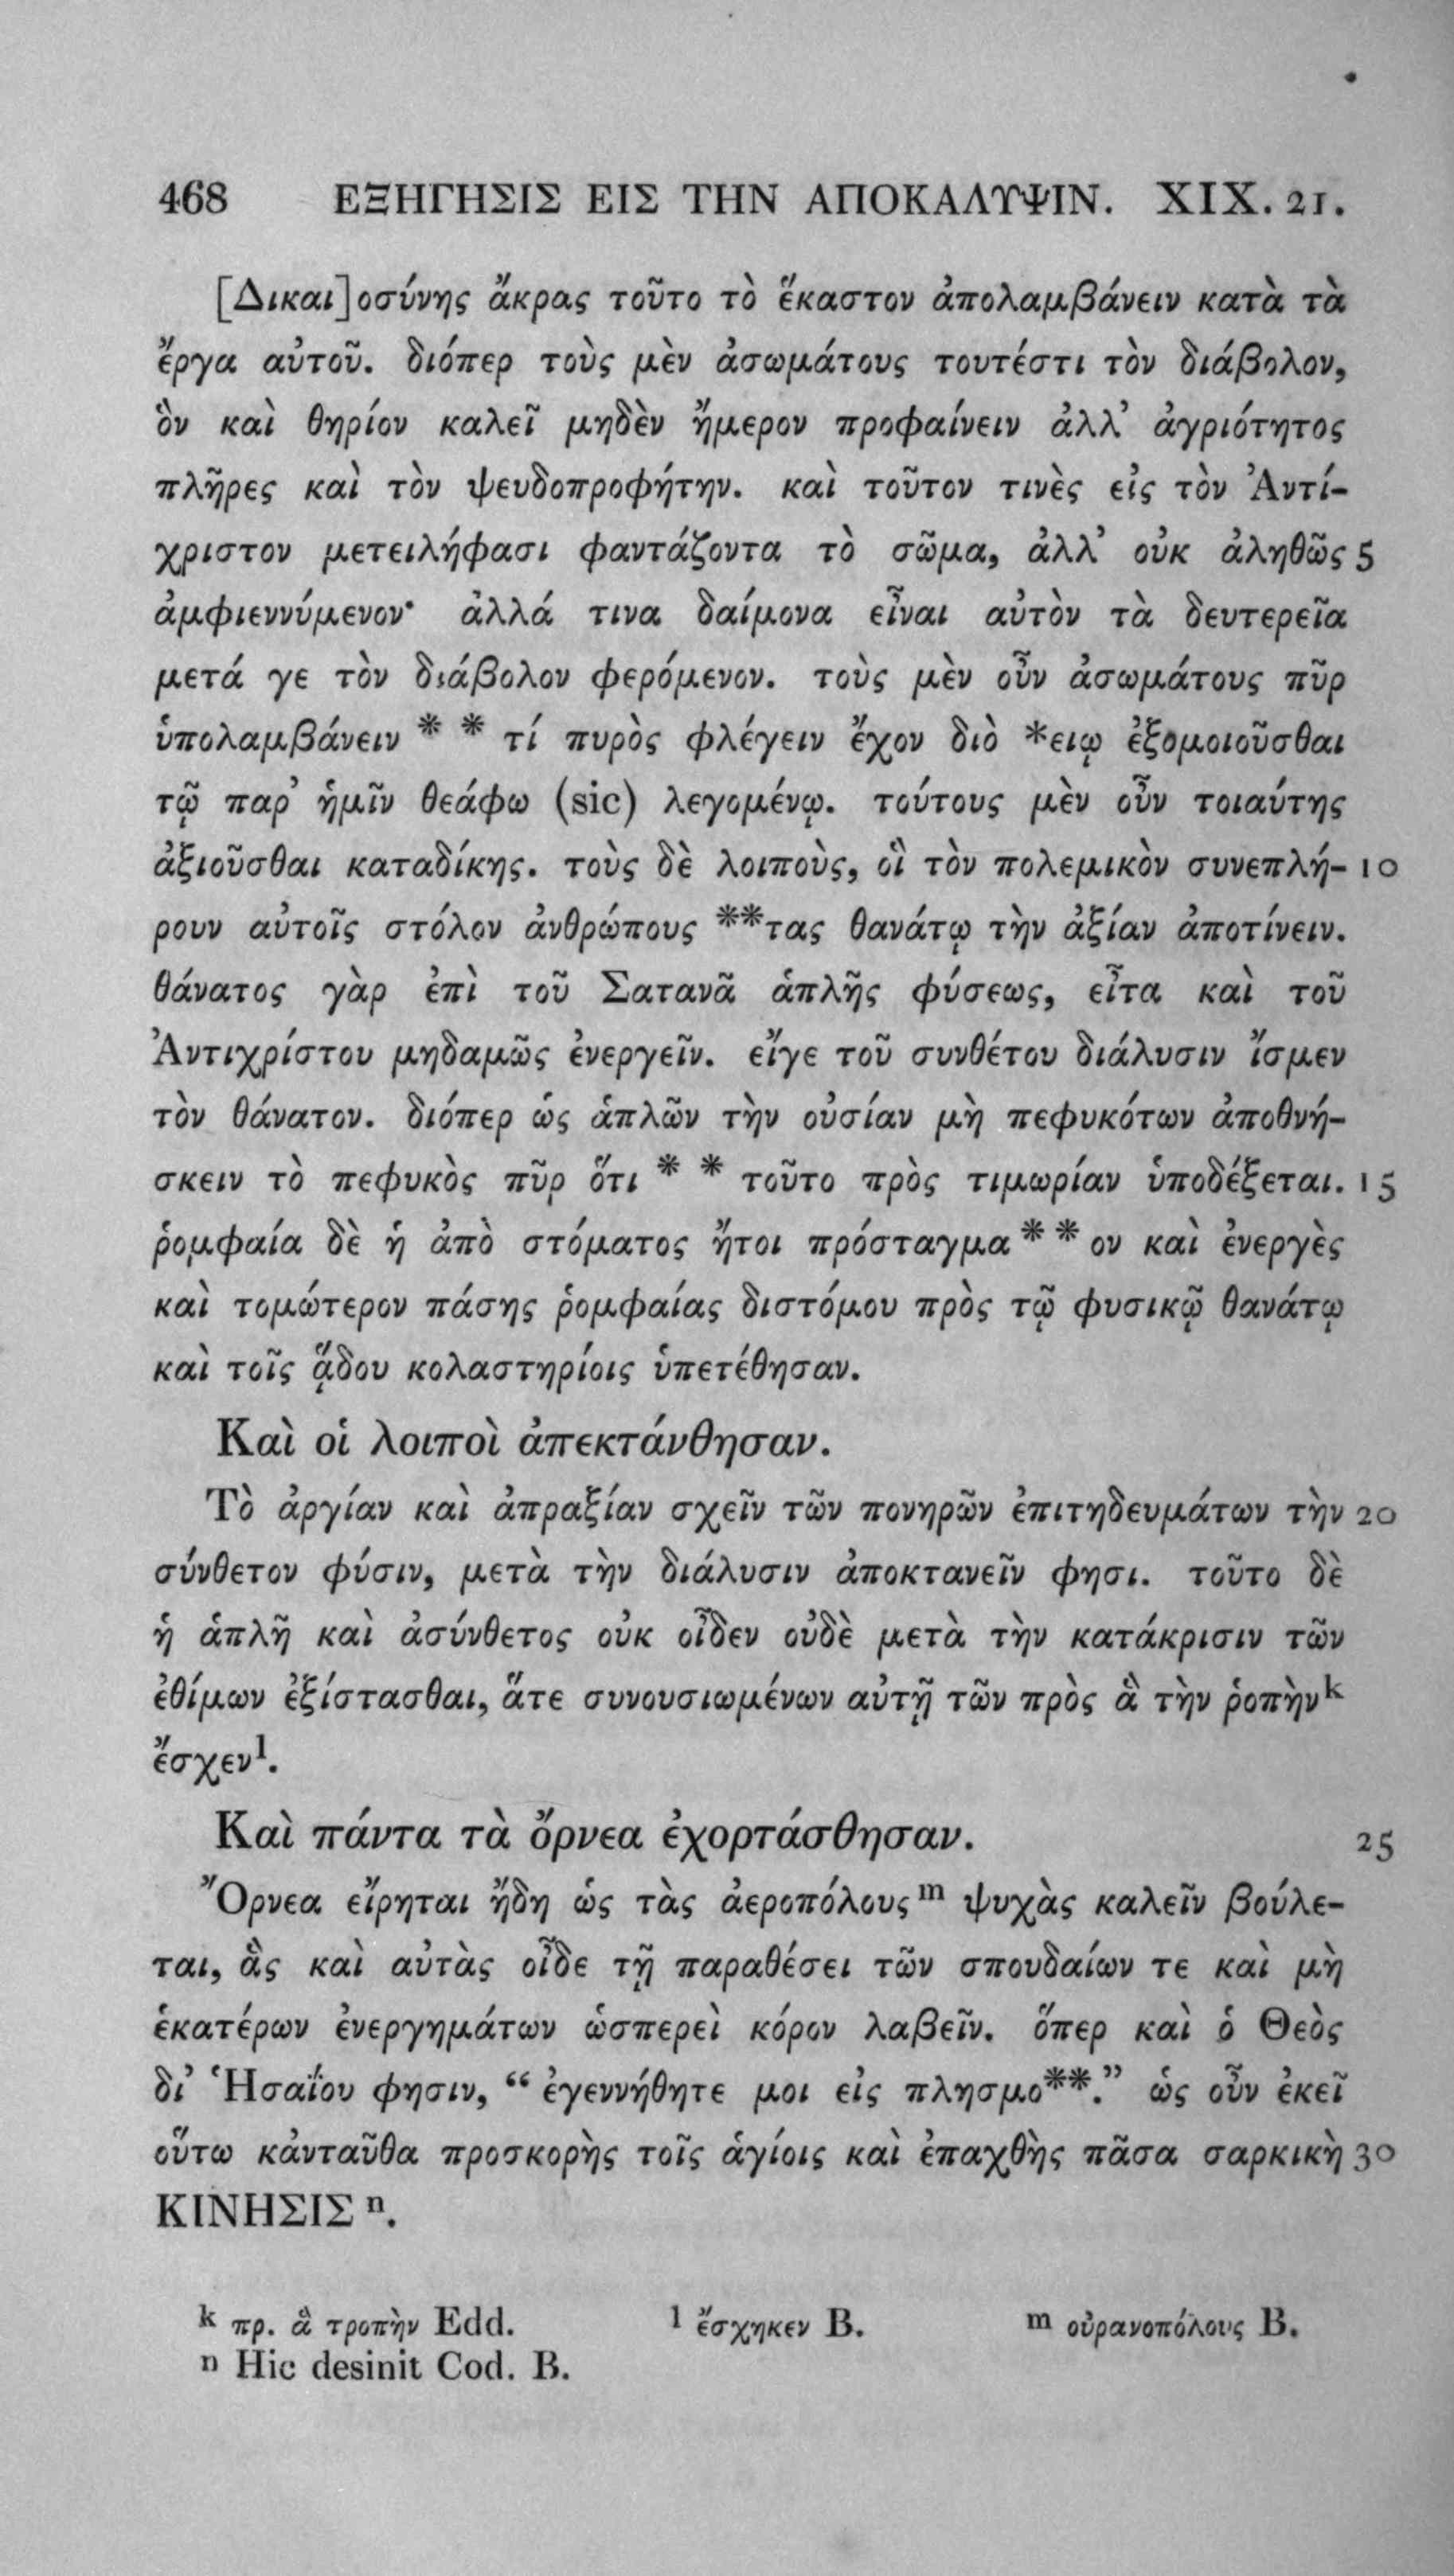 468 ΕΞΗΓΗΣΙΣ ΕΙΣ ΤΗΝ ΑΠΟΚΑΛΥΨΙΝ. XIX. 21.
[Δικαι]οσύνης ἄκρας τοῦτο τὸ ἕκαστον ἀπολαμβάνειν κατὰ τὰ
ἔργα αὐτοῦ. διόπερ τοὺς μὲν ἀσωμάτους τουτέστι τὸν διάβολον,
ὃν καὶ θηρίον καλεῖ μηδὲν ἥμερον προφαίνειν ἀλλ’ ἀγριότητος
πλῆρες καὶ τὸν ψευδοπροφήτην. καὶ τοῦτον τινὲς εἰς τὸν Ἀντί-
χριστον μετειλήφασι φαντάζοντα τὸ σῶμα, ἀλλ’ οὐκ ἀληθῶς 5
ἀμφιεννύμενον· ἀλλά τινα δαίμονα εἶναι αὐτὸν τὰ δευτερεῖα
μετά γε τὸν διάβολον φερόμενον. τοὺς μὲν οὖν ἀσωμάτους πῦρ
ὑπολαμβάνειν * * τί πυρὸς φλέγειν ἔχον διὸ *ειῳ ἐξομοιοῦσθαι
τῷ παρ’ ἡμῖν θεάφω (sic) λεγομένῳ. τούτους μὲν οὖν τοιαύτης
ἀξιοῦσθαι καταδίκης. τοὺς δὲ λοιποὺς, οἳ τὸν πολεμικὸν συνεπλή- 10
ρουν αὐτοῖς στόλον ἀνθρώπους **τας θανάτῳ τὴν ἀξίαν ἀποτίνειν.
θάνατος γὰρ ἐπὶ τοῦ Σατανᾶ ἁπλῆς φύσεως, εἶτα καὶ τοῦ
Ἀντιχρίστου μηδαμῶς ἐνεργεῖν. εἴγε τοῦ συνθέτου διάλυσιν ἴσμεν
τὸν θάνατον. διόπερ ὡς ἁπλῶν τὴν οὐσίαν μὴ πεφυκότων ἀποθνή-
σκειν τὸ πεφυκὸς πῦρ ὅτι * * τοῦτο πρὸς τιμωρίαν ὑποδέξεται. 15
ῥομφαία δὲ ἡ ἀπὸ στόματος ἤτοι πρόσταγμα * * ον καὶ ἐνεργὲς
καὶ τομώτερον πάσης ῥομφαίας διστόμου πρὸς τῷ φυσικῷ θανάτῳ
καὶ τοῖς ᾅδου κολαστηρίοις ὑπετέθησαν.
Καὶ οἱ λοιποὶ ἀπεκτάνθησαν.
Τὸ ἀργίαν καὶ ἀπραξίαν σχεῖν τῶν πονηρῶν ἐπιτηδευμάτων τὴν 20
σύνθετον φύσιν, μετὰ τὴν διάλυσιν ἀποκτανεῖν φησι. τοῦτο δὲ
ἡ ἁπλῆ καὶ ἀσύνθετος οὐκ οἶδεν οὐδὲ μετὰ τὴν κατάκρισιν τῶν
ἐθίμων ἐξίστασθαι, ἅτε συνουσιωμένων αὐτῇ τῶν πρὸς ἃ τὴν ῥοπὴν k
ἔσχεν l.
Καὶ πάντα τὰ ὄρνεα ἐχορτάσθησαν. 25
Ὄρνεα εἴρηται ἤδη ὡς τὰς ἀεροπόλους m ψυχὰς καλεῖν βούλε-
ται, ἃς καὶ αὐτὰς οἶδε τῇ παραθέσει τῶν σπουδαίων τε καὶ μὴ
ἑκατέρων ἐνεργημάτων ὡσπερεὶ κόρον λαβεῖν. ὅπερ καὶ ὁ Θεὸς
δι’ Ἡσαΐου φησιν, “ ἐγεννήθητε μοι εἰς πλησμο**.” ὡς οὖν ἐκεῖ
οὕτω κἀνταῦθα προσκορὴς τοῖς ἁγίοις καὶ ἐπαχθὴς πᾶσα σαρκικὴ 30
ΚΙΝΗΣΙΣ n.
k πρ. ἃ τροπὴν Edd. l ἔσχηκεν B. m οὐρανοπόλους B.
n Hic desinit Cod. B.